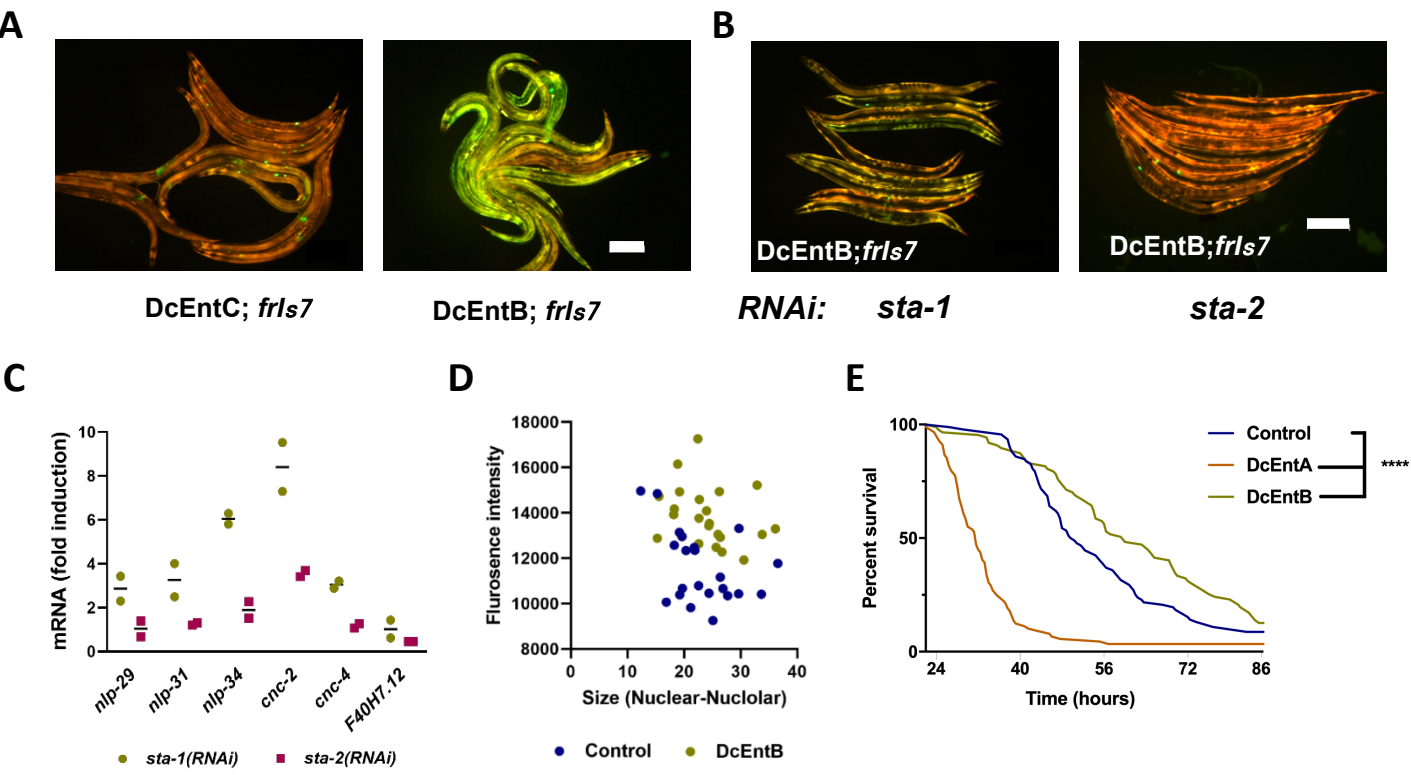 A
B
DcEntB;frIs7
DcEntB;frIs7
DcEntC; frIs7
DcEntB; frIs7
RNAi: sta-1 sta-2
C
D
E
mRNA (fold induction)
10
8
6
4
2
0
nlp-29
nlp-31
nlp-34
cnc-2
cnc-4
F40H7.12
sta-1(RNAi)
sta-2(RNAi)
Flurosence intensity
18000
16000
14000
12000
10000
8000
0 10 20 30 40
Size (Nuclear-Nuclolar)
Control
DcEntB
Percent survival
100
50
0
24 40 56 72 86
Time (hours)
Control
DcEntA
DcEntB
****